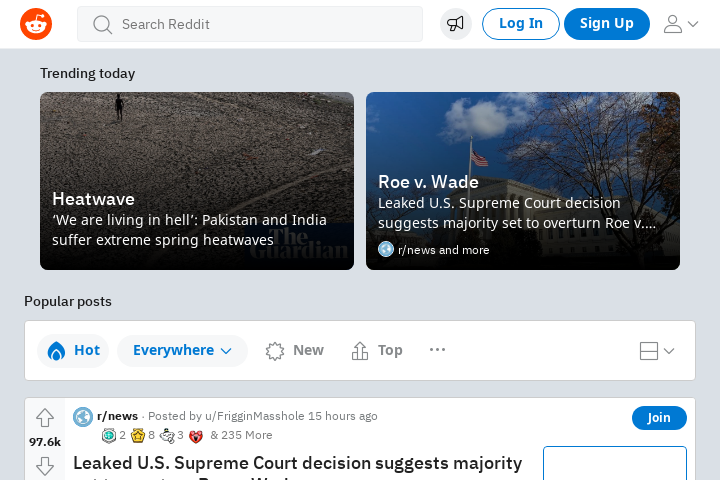 Search Reddit
Log In
Sign Up
Trending today
Heatwave
‘We are living in hell’: Pakistan and India
suffer extreme spring heatwaves
The
Guardian
Roe v. Wade
Leaked U.S. Supreme Court decision
suggests majority set to overturn Roe v....
r/news and more
Popular posts
Hot
Everywhere
New
Top
r/news · Posted by u/FrigginMasshole 15 hours ago
Join
2 8 3 & 235 More
97.6k
Leaked U.S. Supreme Court decision suggests majority